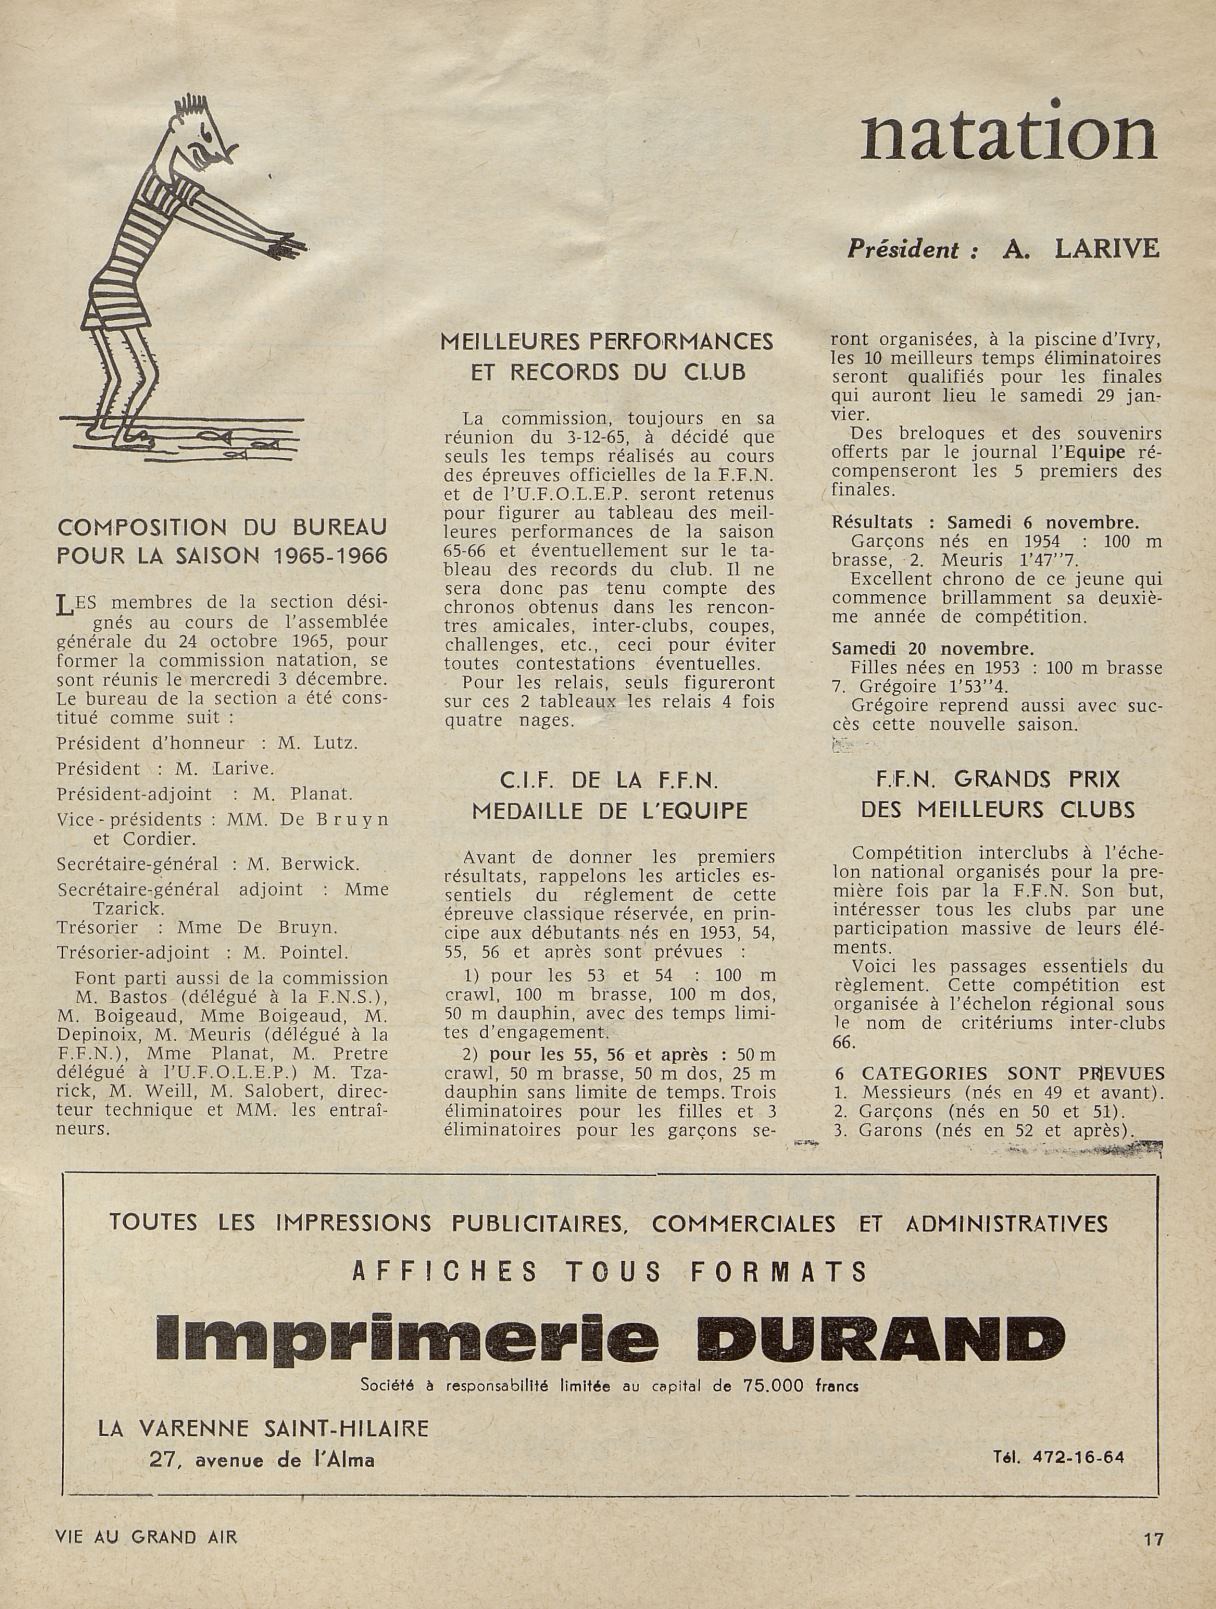 natation
Président : A. LARIVE
COMPOSITION DU BUREAU
POUR LA SAISON 1965-1966
LES membres de la section dési-
gnés au cours de l'assemblée
générale du 24 octobre 1965, pour
former la commission natation, se
sont réunis le mercredi 3 décembre.
Le bureau de la section a été cons-
titué comme suit :
Président d'honneur : M. Lutz.
Président : M. Larive.
Président-adjoint : M. Planat.
Vice-présidents : MM. De Bruyn
et Cordier.
Secrétaire-général : M. Berwick.
Secrétaire-général adjoint : Mme
Tzarick.
Trésorier : Mme De Bruyn.
Trésorier-adjoint : M. Pointel.
Font parti aussi de la commission
M. Bastos (délégué à la F.N.S.),
M. Boigeaud, Mme Boigeaud, M.
Depinoix, M. Meuris (délégué à la
F.F.N.), Mme Planat, M. Pretre
délégué à l'U.F.O.L.E.P.) M. Tza-
rick, M. Weill, M. Salobert, direc-
teur technique et MM. les entraî-
neurs.
MEILLEURES PERFORMANCES
ET RECORDS DU CLUB
La commission, toujours en sa
réunion du 3-12-65, à décidé que
seuls les temps réalisés au cours
des épreuves officielles de la F.F.N.
et de l'U.F.O.L.E.P. seront retenus
pour figurer au tableau des meil-
leures performances de la saison
65-66 et éventuellement sur le ta-
bleau des records du club. Il ne
sera donc pas tenu compte des
chronos obtenus dans les rencon-
tres amicales, inter-clubs, coupes,
challenges, etc., ceci pour éviter
toutes contestations éventuelles.
Pour les relais, seuls figureront
sur ces 2 tableaux les relais 4 fois
quatre nages.
C.I.F. DE LA F.F.N.
MEDAILLE DE L'EQUIPE
Avant de donner les premiers
résultats, rappelons les articles es-
sentiels du réglement de cette
épreuve classique réservée, en prin-
cipe aux débutants nés en 1953, 54,
55, 56 et après sont prévues :
1) pour les 53 et 54 : 100 m
crawl, 100 m brasse, 100 m dos,
50 m dauphin, avec des temps limi-
tes d'engagement.
2) pour les 55, 56 et après : 50 m
crawl, 50 m brasse, 50 m dos, 25 m
dauphin sans limite de temps. Trois
éliminatoires pour les filles et 3
éliminatoires pour les garçons se-
ront organisées, à la piscine d'Ivry,
les 10 meilleurs temps éliminatoires
seront qualifiés pour les finales
qui auront lieu le samedi 29 jan-
vier.
Des breloques et des souvenirs
offerts par le journal l'Equipe ré-
compenseront les 5 premiers des
finales.
Résultats : Samedi 6 novembre.
Garçons nés en 1954 : 100 m
brasse, 2. Meuris 1'47''7.
Excellent chrono de ce jeune qui
commence brillamment sa deuxiè-
me année de compétition.
Samedi 20 novembre.
Filles nées en 1953 : 100 m brasse
7. Grégoire 1'53''4.
Grégoire reprend aussi avec suc-
cès cette nouvelle saison.
F.F.N. GRANDS PRIX
DES MEILLEURS CLUBS
Compétition interclubs à l'éche-
lon national organisés pour la pre-
mière fois par la F.F.N. Son but,
intéresser tous les clubs par une
participation massive de leurs élé-
ments.
Voici les passages essentiels du
règlement. Cette compétition est
organisée à l'échelon régional sous
le nom de critériums inter-clubs
66.
6 CATEGORIES SONT PREVUES
1. Messieurs (nés en 49 et avant).
2. Garçons (nés en 50 et 51).
3. Garons (nés en 52 et après).
TOUTES LES IMPRESSIONS PUBLICITAIRES, COMMERCIALES ET ADMINISTRATIVES
AFFICHES TOUS FORMATS
Imprimerie DURAND
Société à responsabilité limitée au capital de 75.000 francs
LA VARENNE SAINT-HILAIRE
27, avenue de l'Alma
Tél. 472-16-64
VIE AU GRAND AIR
17